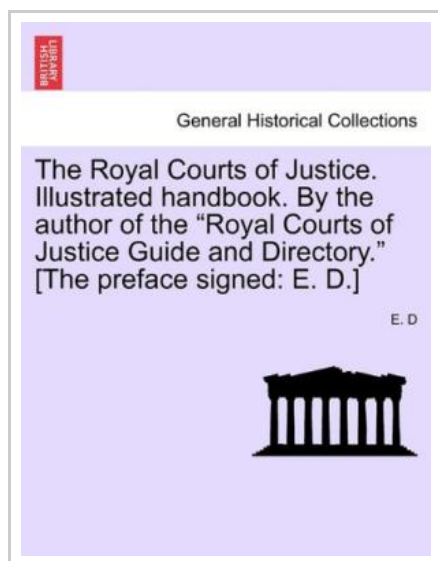 BRITISH
LIBRARY
General Historical Collections
The Royal Courts of Justice.
Illustrated handbook. By the
author of the “Royal Courts of
Justice Guide and Directory.”
[The preface signed: E. D.]
E. D